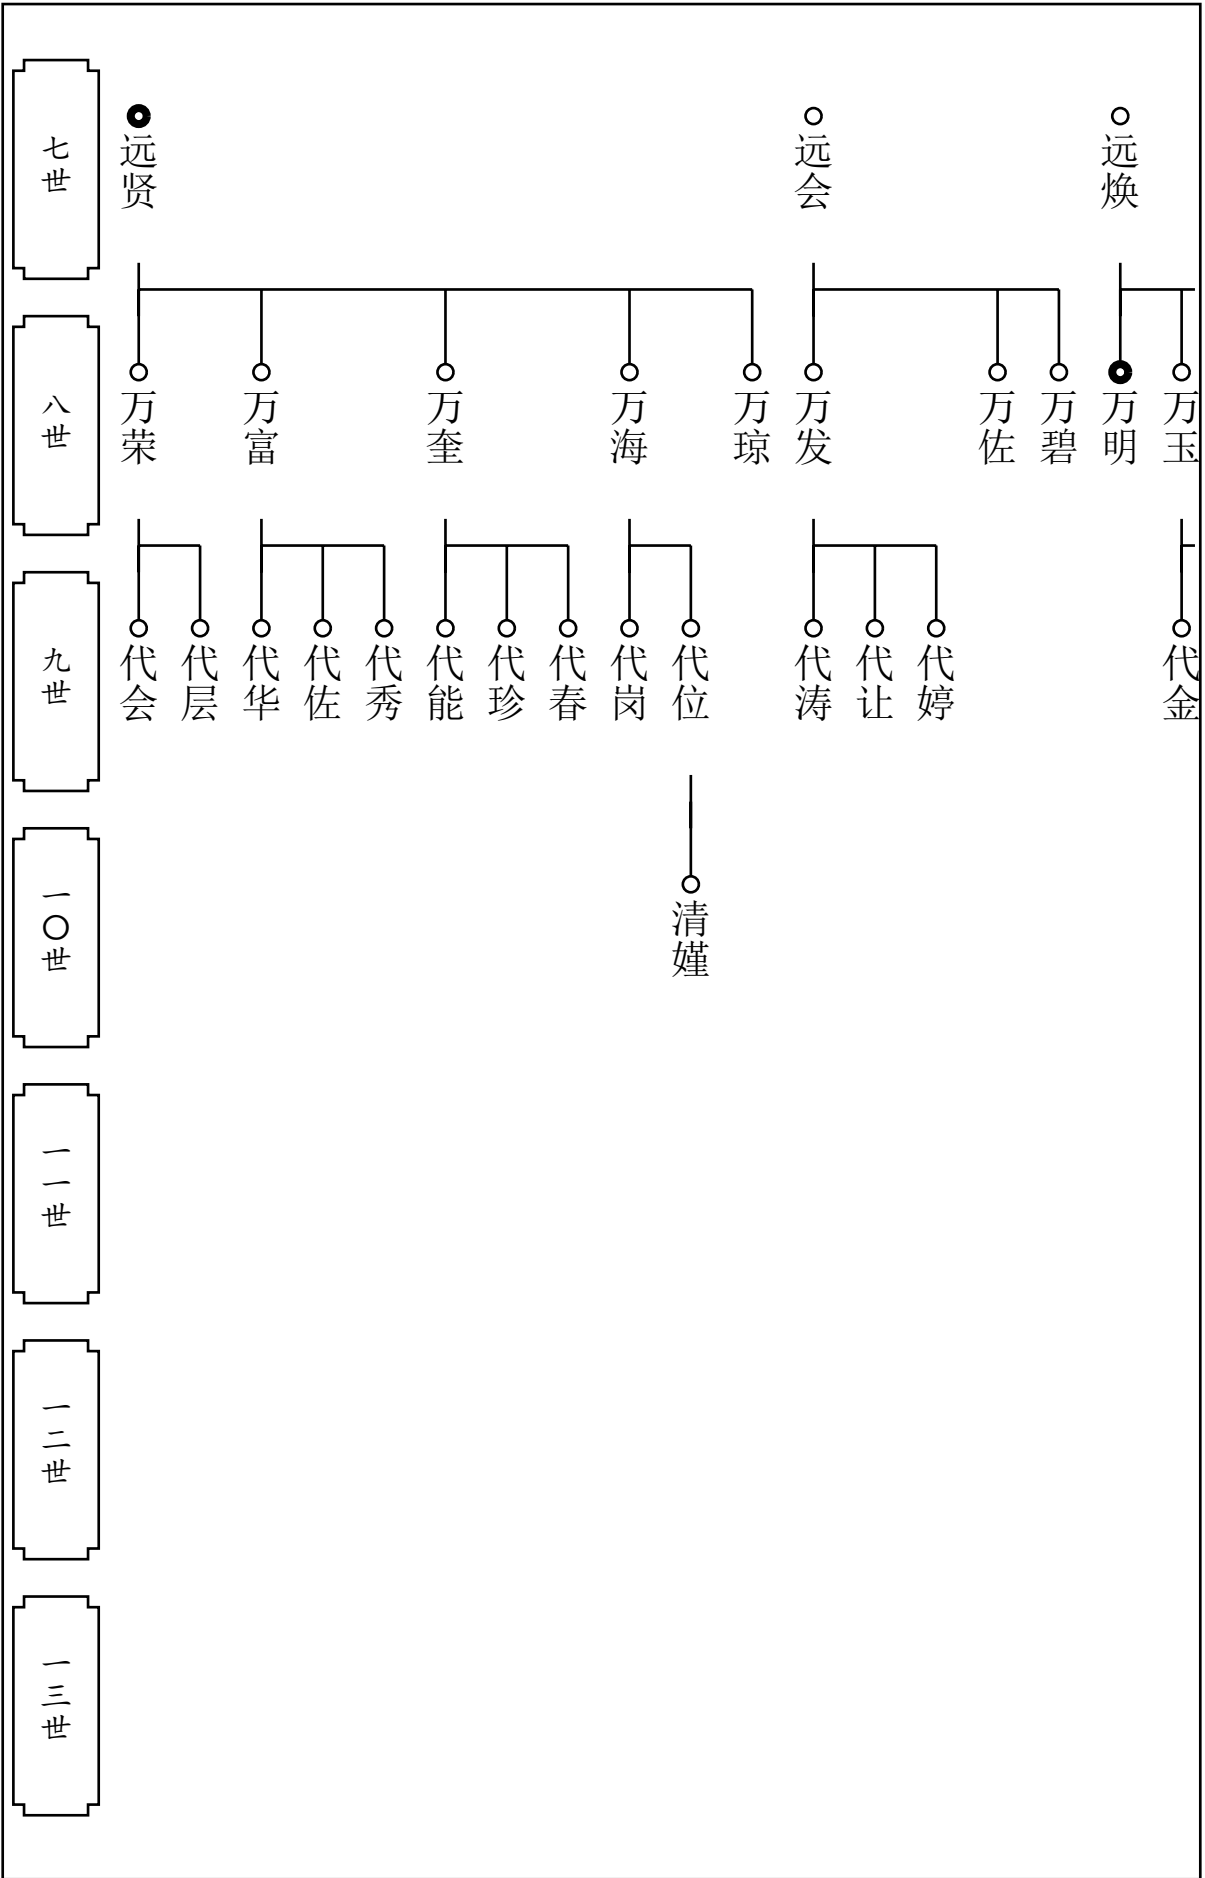 七世
远贤
远会
远焕
八世
万荣
万富
万奎
万海
万琼
万发
万佐
万碧
万明
万玉
九世
代会
代层
代华
代佐
代秀
代能
代珍
代春
代岗
代位
代涛
代让
代婷
代金
一〇世
清嫤
一一世
一二世
一三世